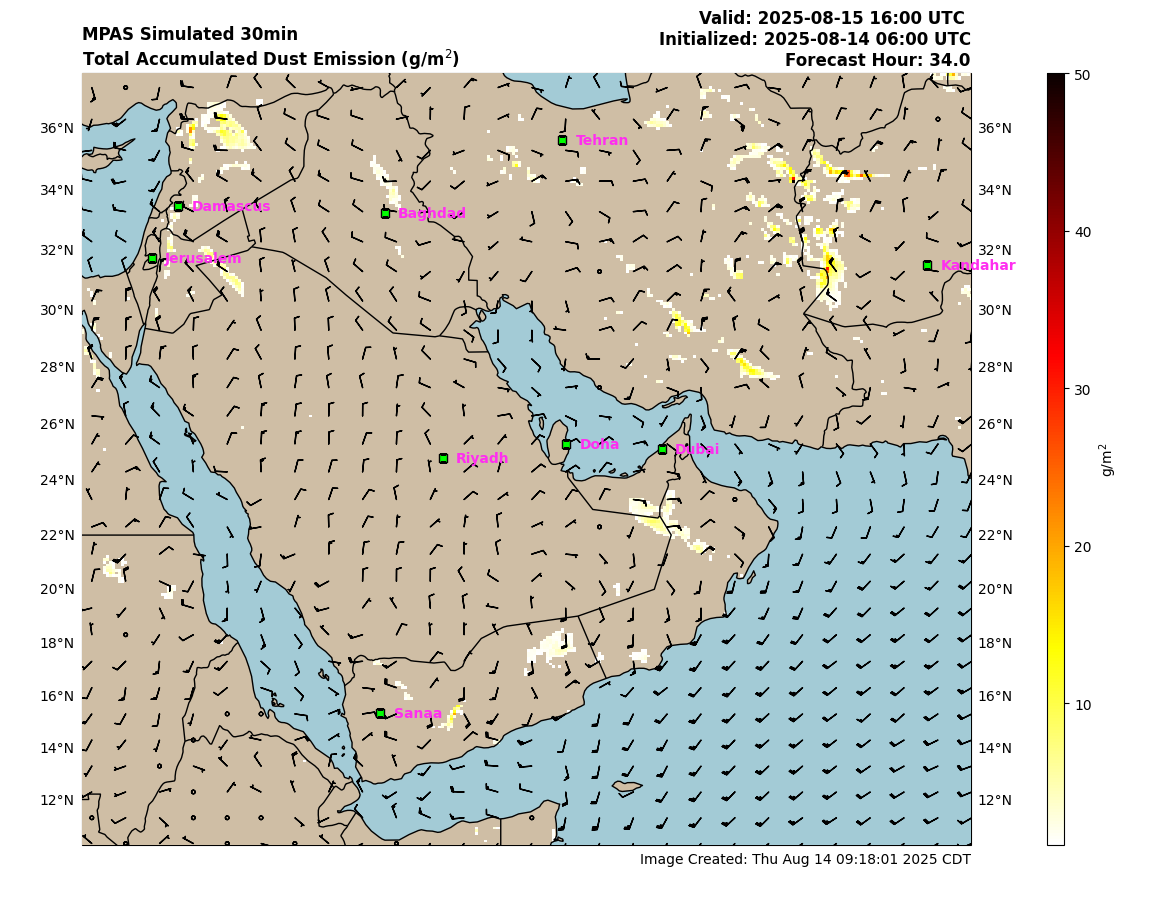 MPAS Simulated 30min
Total Accumulated Dust Emission (g/m²)
Valid: 2025-08-15 16:00 UTC
Initialized: 2025-08-14 06:00 UTC
Forecast Hour: 34.0
36°N
34°N
32°N
30°N
28°N
26°N
24°N
22°N
20°N
18°N
16°N
14°N
12°N
Tehran
Damascus
Baghdad
Jerusalem
Kandahar
Doha
Dubai
Riyadh
Sanaa
36°N
34°N
32°N
30°N
28°N
26°N
24°N
22°N
20°N
18°N
16°N
14°N
12°N
50
40
30
20
10
g/m²
Image Created: Thu Aug 14 09:18:01 2025 CDT